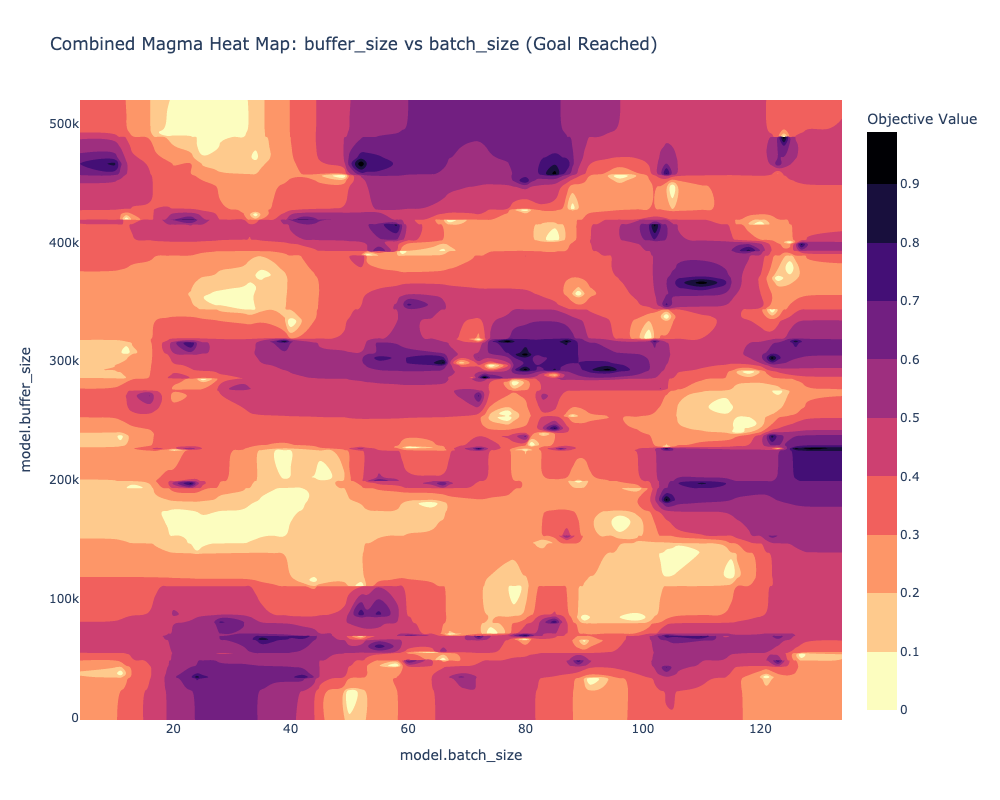 Combined Magma Heat Map: buffer_size vs batch_size (Goal Reached)
Objective Value
500k
400k
300k
200k
100k
0
model.buffer_size
0.9
0.8
0.7
0.6
0.5
0.4
0.3
0.2
0.1
0
20
40
60
80
100
120
model.batch_size